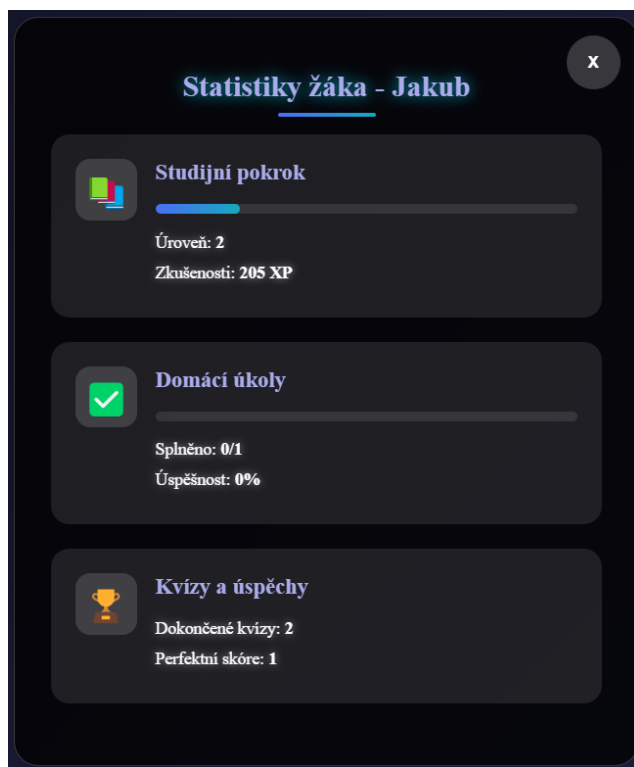 x
Statistiky žáka - Jakub
Studijní pokrok
Úroveň: 2
Zkušenosti: 205 XP
Domácí úkoly
Splněno: 0/1
Úspěšnost: 0%
Kvízy a úspěchy
Dokončené kvízy: 2
Perfektní skóre: 1